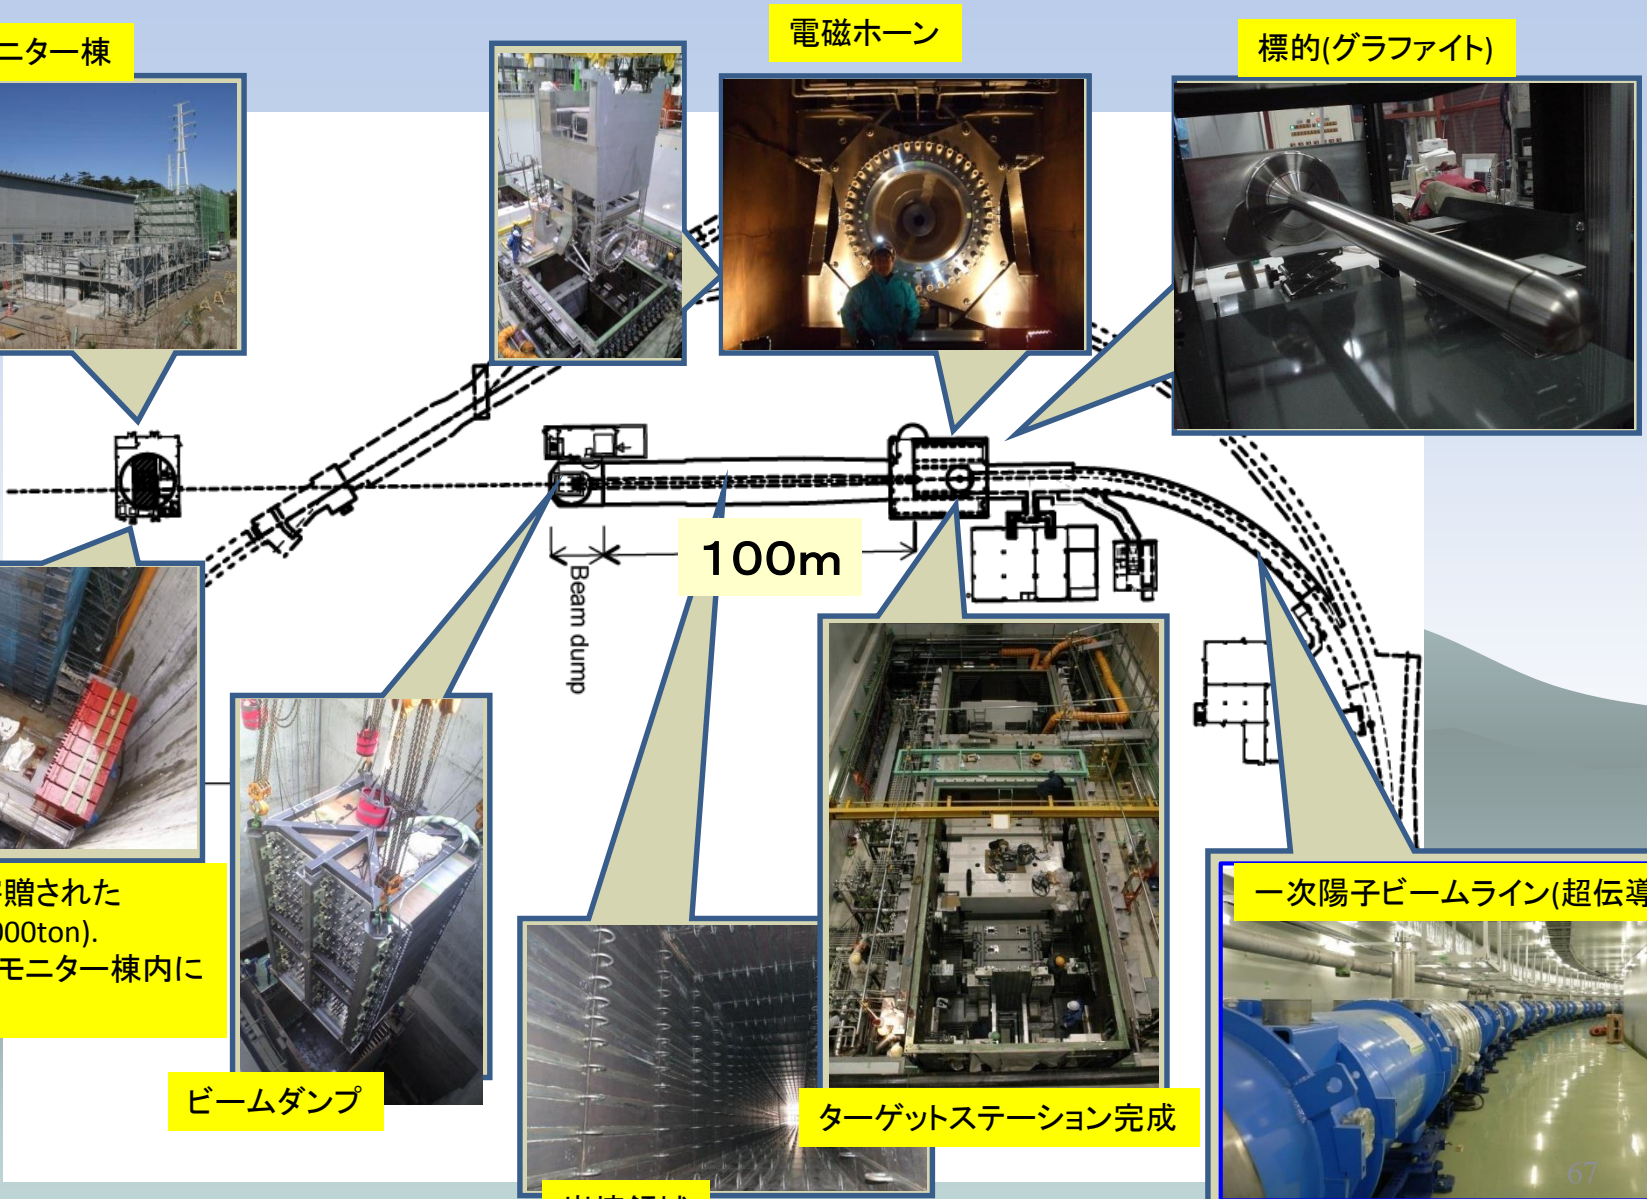 ニター棟
電磁ホーン
標的(グラファイト)
100m
Beam dump
贈された
000ton).
モニター棟内に
一次陽子ビームライン(超伝導
ビームダンプ
ターゲットステーション完成
67